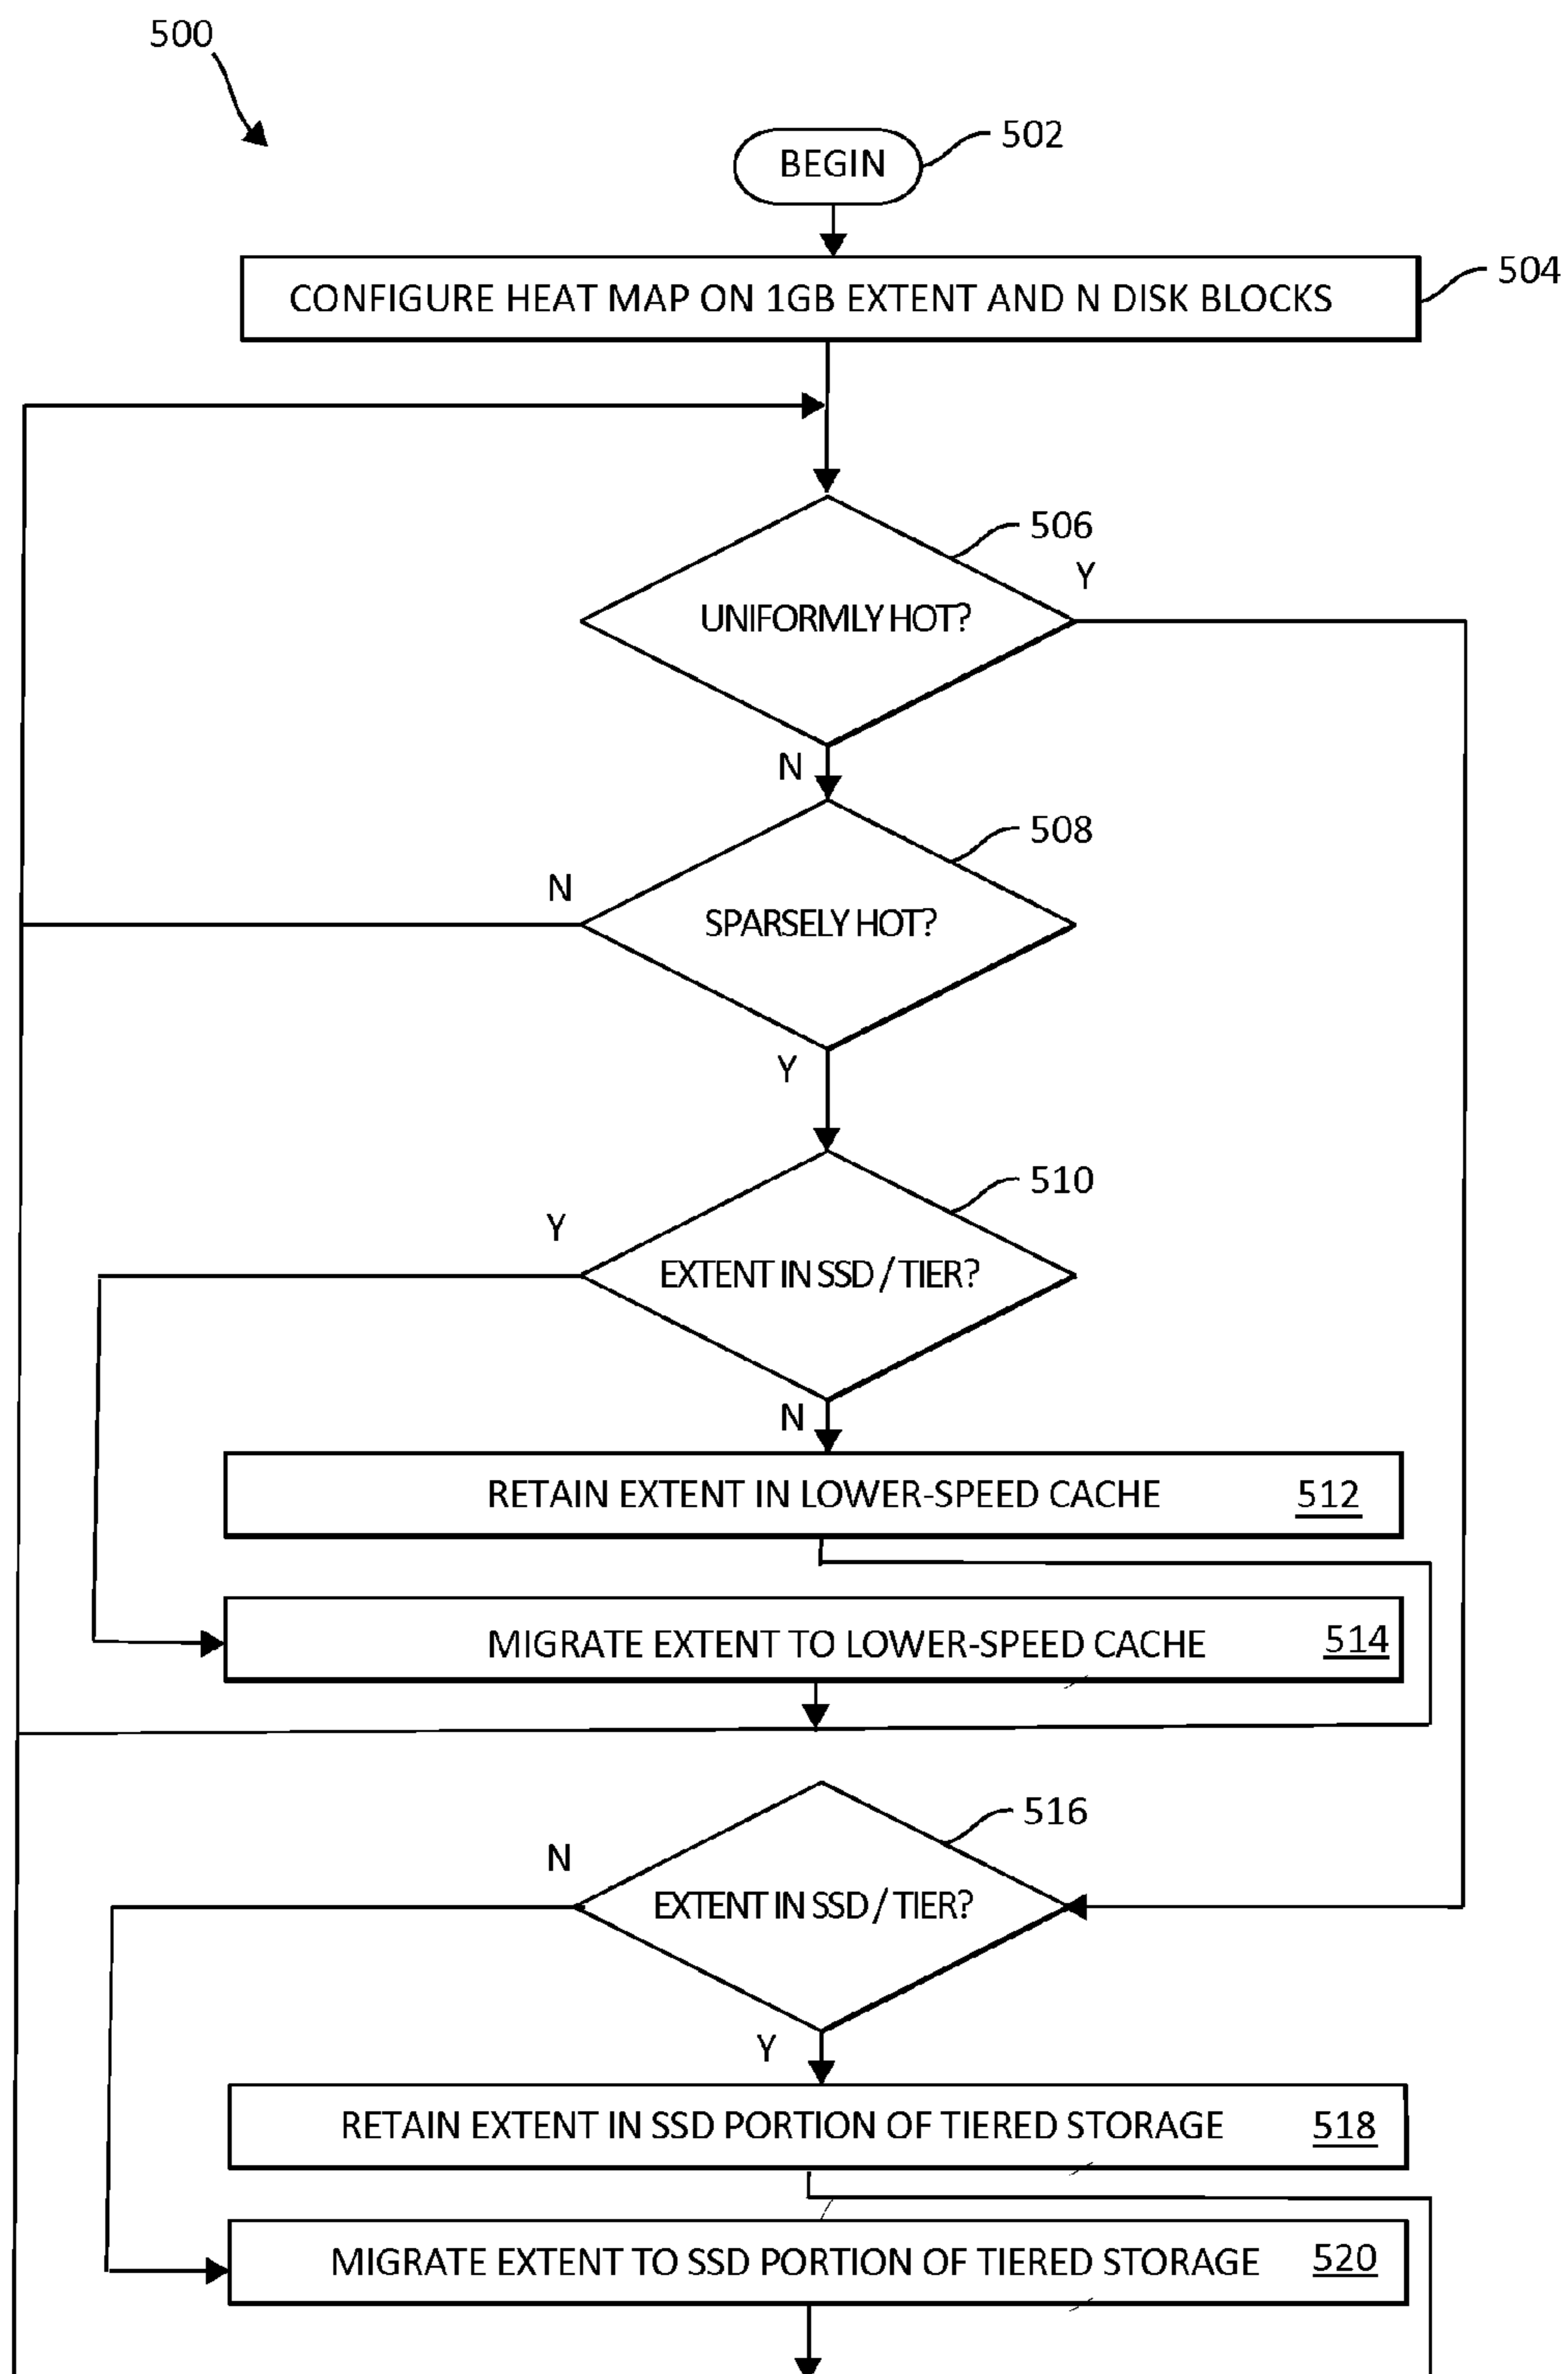 500
BEGIN
502
CONFIGURE HEAT MAP ON 1GB EXTENT AND N DISK BLOCKS
504
506
Y
UNIFORMLY HOT?
N
508
N
SPARSELY HOT?
Y
510
Y
EXTENT IN SSD / TIER?
N
RETAIN EXTENT IN LOWER-SPEED CACHE 512
MIGRATE EXTENT TO LOWER-SPEED CACHE 514
516
N
EXTENT IN SSD / TIER?
Y
RETAIN EXTENT IN SSD PORTION OF TIERED STORAGE 518
MIGRATE EXTENT TO SSD PORTION OF TIERED STORAGE 520